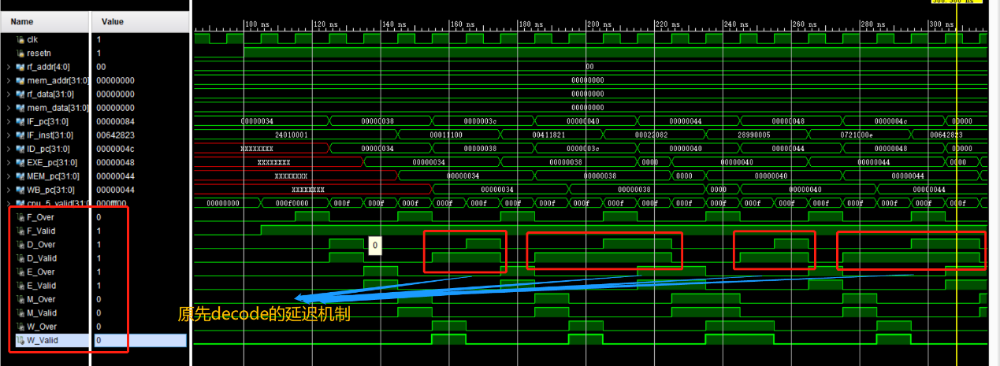 Name Value
100 ns 120 ns 140 ns 160 ns 180 ns 200 ns 220 ns 240 ns 260 ns 280 ns 300 ns
clk 1
resetn 1
rf_addr[4:0] 00 00
mem_addr[31:0] 00000000 00000000
rf_data[31:0] 00000000 00000000
mem_data[31:0] 00000000 00000000
IF_pc[31:0] 00000084 00000034 00000038 0000003c 00000040 00000044 00000048 0000004c 00000
IF_inst[31:0] 00642823 24010001 00011100 00411821 00022082 28990005 0721000e 00642823
ID_pc[31:0] 0000004c XXXXXXXX 00000034 00000038 0000003c 00000040 00000044 00000048 00000
EXE_pc[31:0] 00000048 XXXXXXXX 00000034 00000038 0000 00000040 00000044 0000
MEM_pc[31:0] 00000044 XXXXXXXX 00000034 00000038 0000 00000040 00000044
WB_pc[31:0] 00000044 XXXXXXXX 00000034 00000038 0000 00000040 00000044
cpu_5_valid[31:0 000fff00 00000000 000f0000 000f 000f 000f 000f 000f 000f 000f 000f 000f 000f 000f 000f 000f 000f 000f 000f 000f 000f
F_Over 0
F_Valid 1
D_Over 1 0
D_Valid 1
E_Over 1
E_Valid 1
M_Over 0
M_Valid 0
原先decode的延迟机制
W_Over 0
W_Valid 0